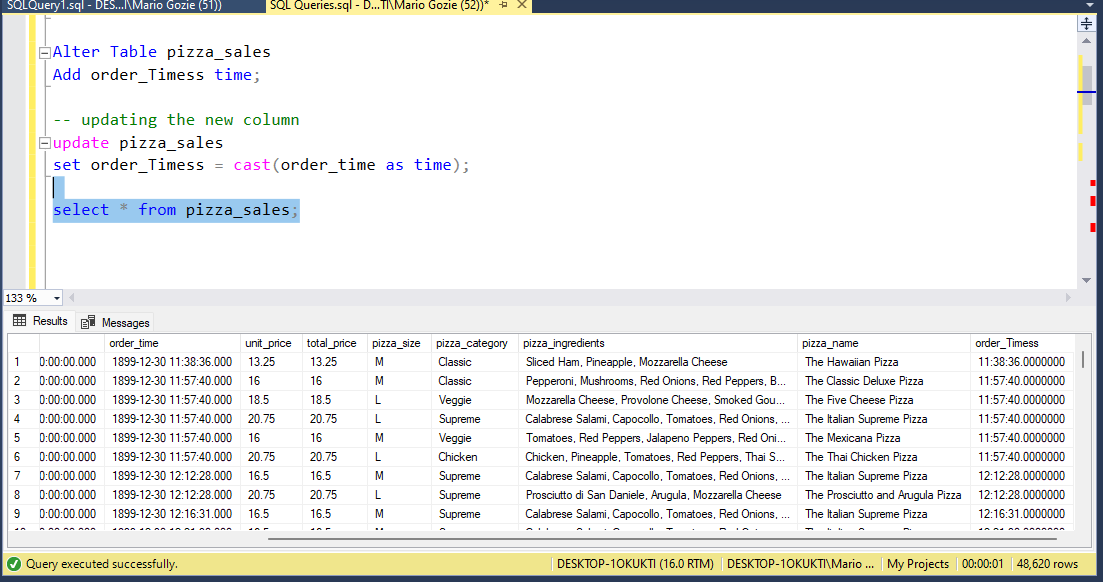 SQLQuery1.sql - DES...I\Mario Gozie (51))
SQL Queries.sql - D...TI\Mario Gozie (52))*
Alter Table pizza_sales
Add order_Timess time;
-- updating the new column
update pizza_sales
set order_Timess = cast(order_time as time);
select * from pizza_sales;
133 %
Results Messages
order_time unit_price total_price pizza_size pizza_category pizza_ingredients pizza_name order_Timess
1 0:00:00.000 1899-12-30 11:38:36.000 13.25 13.25 M Classic Sliced Ham, Pineapple, Mozzarella Cheese The Hawaiian Pizza 11:38:36.0000000
2 0:00:00.000 1899-12-30 11:57:40.000 16 16 M Classic Pepperoni, Mushrooms, Red Onions, Red Peppers, B... The Classic Deluxe Pizza 11:57:40.0000000
3 0:00:00.000 1899-12-30 11:57:40.000 18.5 18.5 L Veggie Mozzarella Cheese, Provolone Cheese, Smoked Gou... The Five Cheese Pizza 11:57:40.0000000
4 0:00:00.000 1899-12-30 11:57:40.000 20.75 20.75 L Supreme Calabrese Salami, Capocollo, Tomatoes, Red Onions, ... The Italian Supreme Pizza 11:57:40.0000000
5 0:00:00.000 1899-12-30 11:57:40.000 16 16 M Veggie Tomatoes, Red Peppers, Jalapeno Peppers, Red Oni... The Mexicana Pizza 11:57:40.0000000
6 0:00:00.000 1899-12-30 11:57:40.000 20.75 20.75 L Chicken Chicken, Pineapple, Tomatoes, Red Peppers, Thai S... The Thai Chicken Pizza 11:57:40.0000000
7 0:00:00.000 1899-12-30 12:12:28.000 16.5 16.5 M Supreme Calabrese Salami, Capocollo, Tomatoes, Red Onions, ... The Italian Supreme Pizza 12:12:28.0000000
8 0:00:00.000 1899-12-30 12:12:28.000 20.75 20.75 L Supreme Prosciutto di San Daniele, Arugula, Mozzarella Cheese The Prosciutto and Arugula Pizza 12:12:28.0000000
9 0:00:00.000 1899-12-30 12:16:31.000 16.5 16.5 M Supreme Calabrese Salami, Capocollo, Tomatoes, Red Onions, ... The Italian Supreme Pizza 12:16:31.0000000
Query executed successfully. DESKTOP-1OKUKTI (16.0 RTM) DESKTOP-1OKUKTI\Mario ... My Projects 00:00:01 48,620 rows